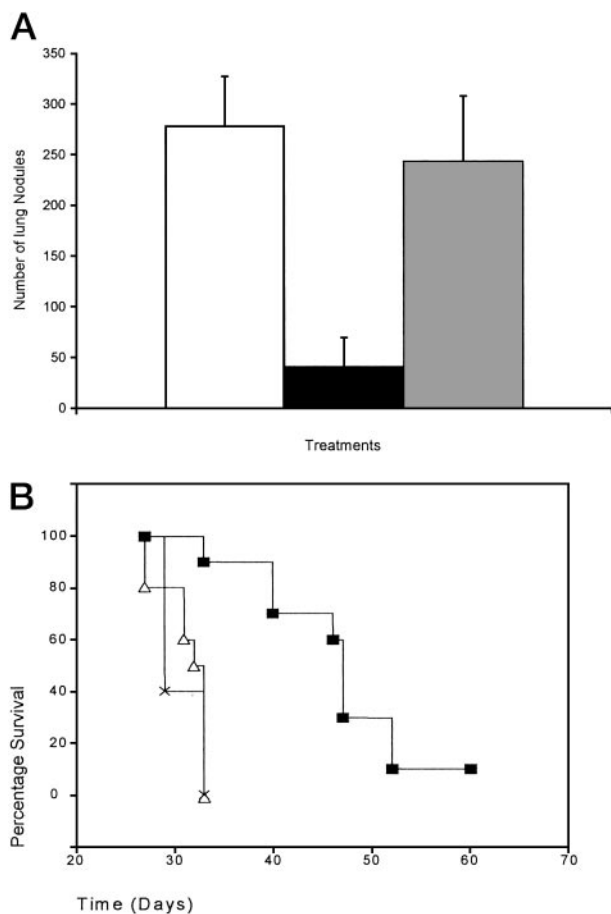 A
350
300
250
200
150
100
50
0
Number of lung Nodules
Treatments
B
100
80
60
40
20
0
Percentage Survival
20 30 40 50 60 70
Time (Days)